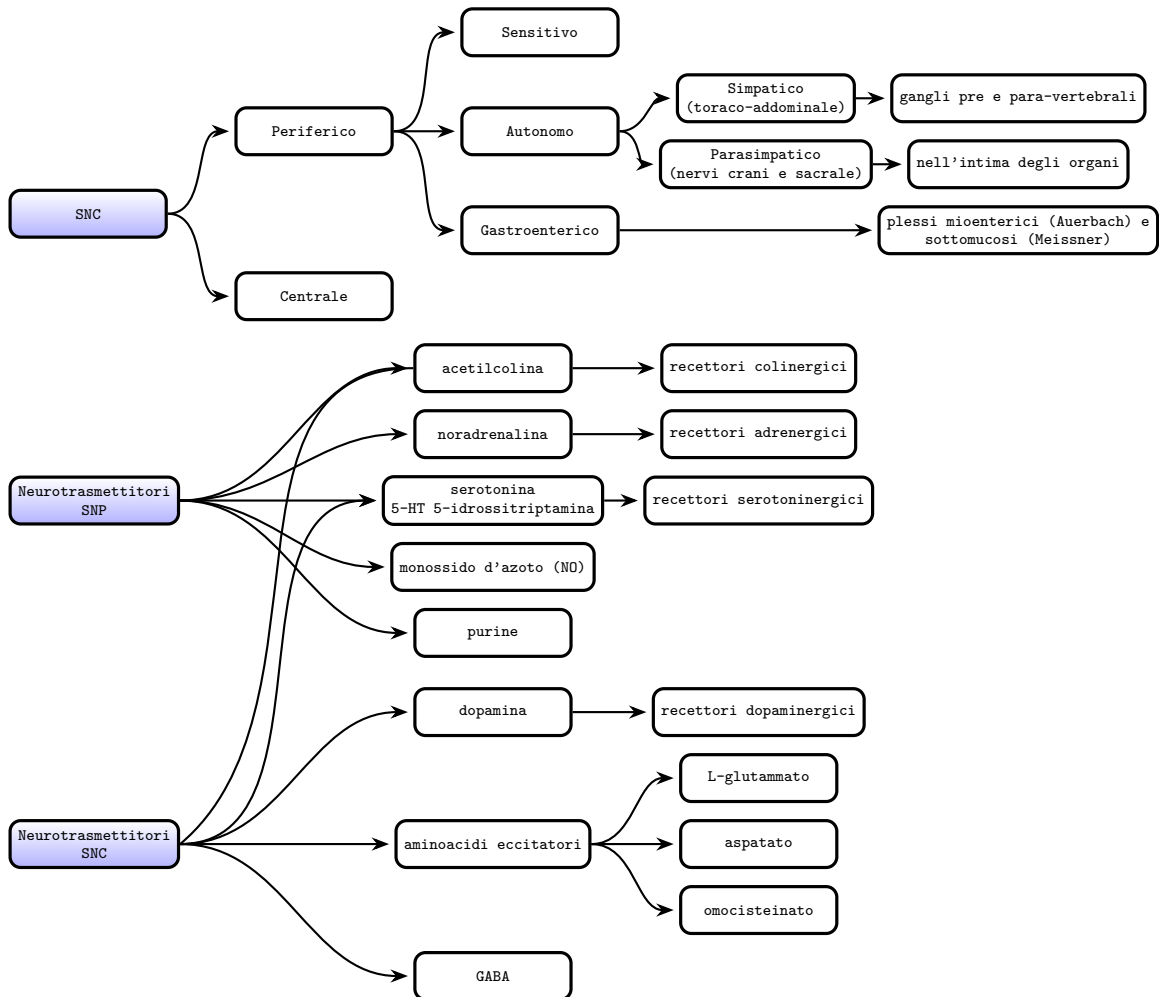 Sensitivo
Simpatico
(toraco-addominale)
gangli pre e para-vertebrali
Periferico
Autonomo
Parasimpatico
(nervi crani e sacrale)
nell'intima degli organi
SNC
Gastroenterico
plessi mioenterici (Auerbach) e
sottomucosi (Meissner)
Centrale
acetilcolina
recettori colinergici
noradrenalina
recettori adrenergici
Neurotrasmettitori
SNP
serotonina
5-HT 5-idrossitriptamina
recettori serotoninergici
monossido d'azoto (NO)
purine
dopamina
recettori dopaminergici
L-glutammato
Neurotrasmettitori
SNC
aminoacidi eccitatori
aspatato
omocisteinato
GABA